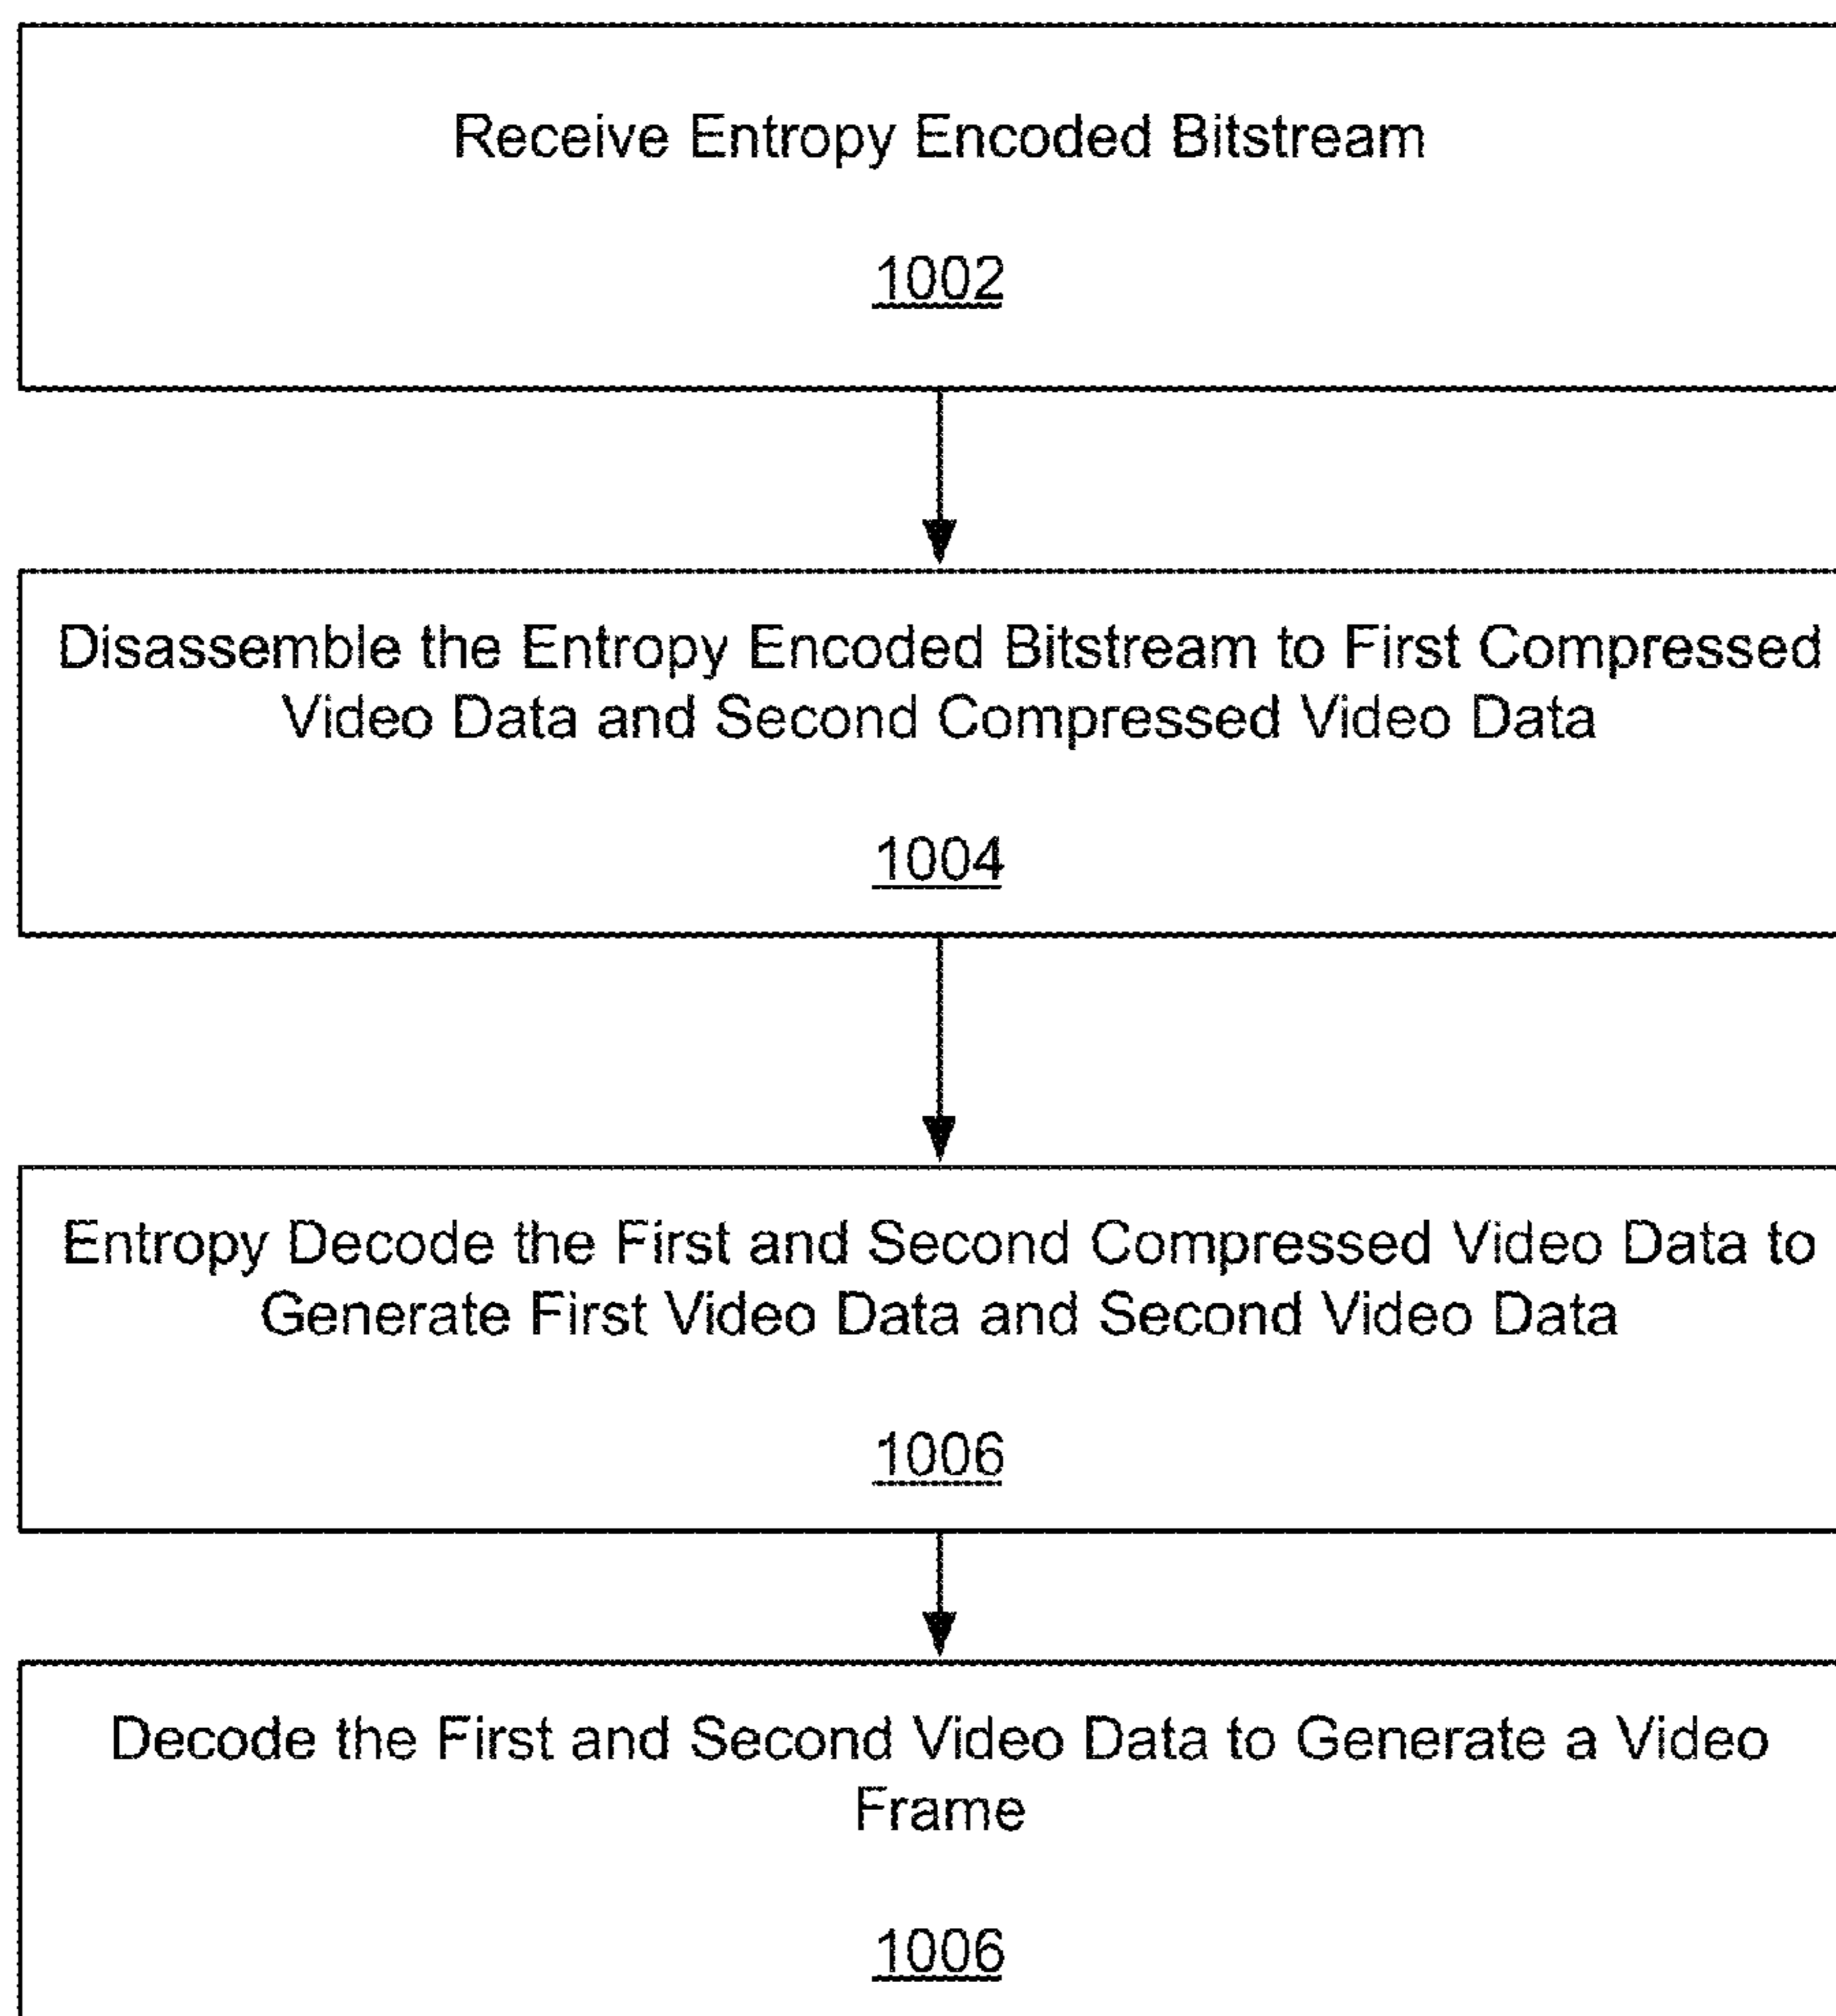 Receive Entropy Encoded Bitstream
1002
Disassemble the Entropy Encoded Bitstream to First Compressed
Video Data and Second Compressed Video Data
1004
Entropy Decode the First and Second Compressed Video Data to
Generate First Video Data and Second Video Data
1006
Decode the First and Second Video Data to Generate a Video
Frame
1006